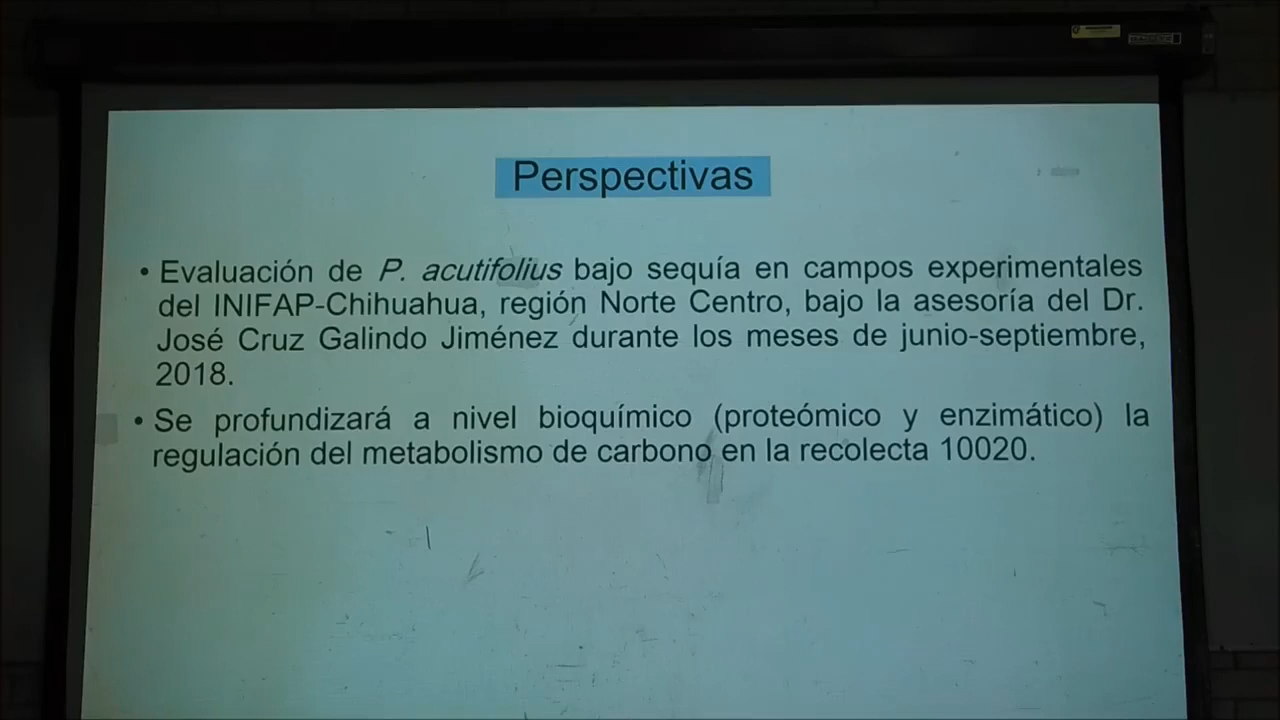 Perspectivas
• Evaluación de P. acutifolius bajo sequía en campos experimentales
del INIFAP-Chihuahua, región Norte Centro, bajo la asesoría del Dr.
José Cruz Galindo Jiménez durante los meses de junio-septiembre,
2018.
• Se profundizará a nivel bioquímico (proteómico y enzimático) la
regulación del metabolismo de carbono en la recolecta 10020.